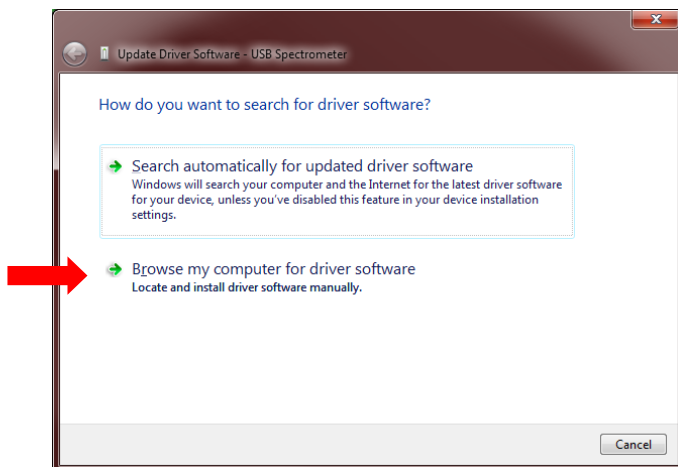 Update Driver Software - USB Spectrometer
How do you want to search for driver software?
Search automatically for updated driver software
Windows will search your computer and the Internet for the latest driver software
for your device, unless you've disabled this feature in your device installation
settings.
Browse my computer for driver software
Locate and install driver software manually.
Cancel